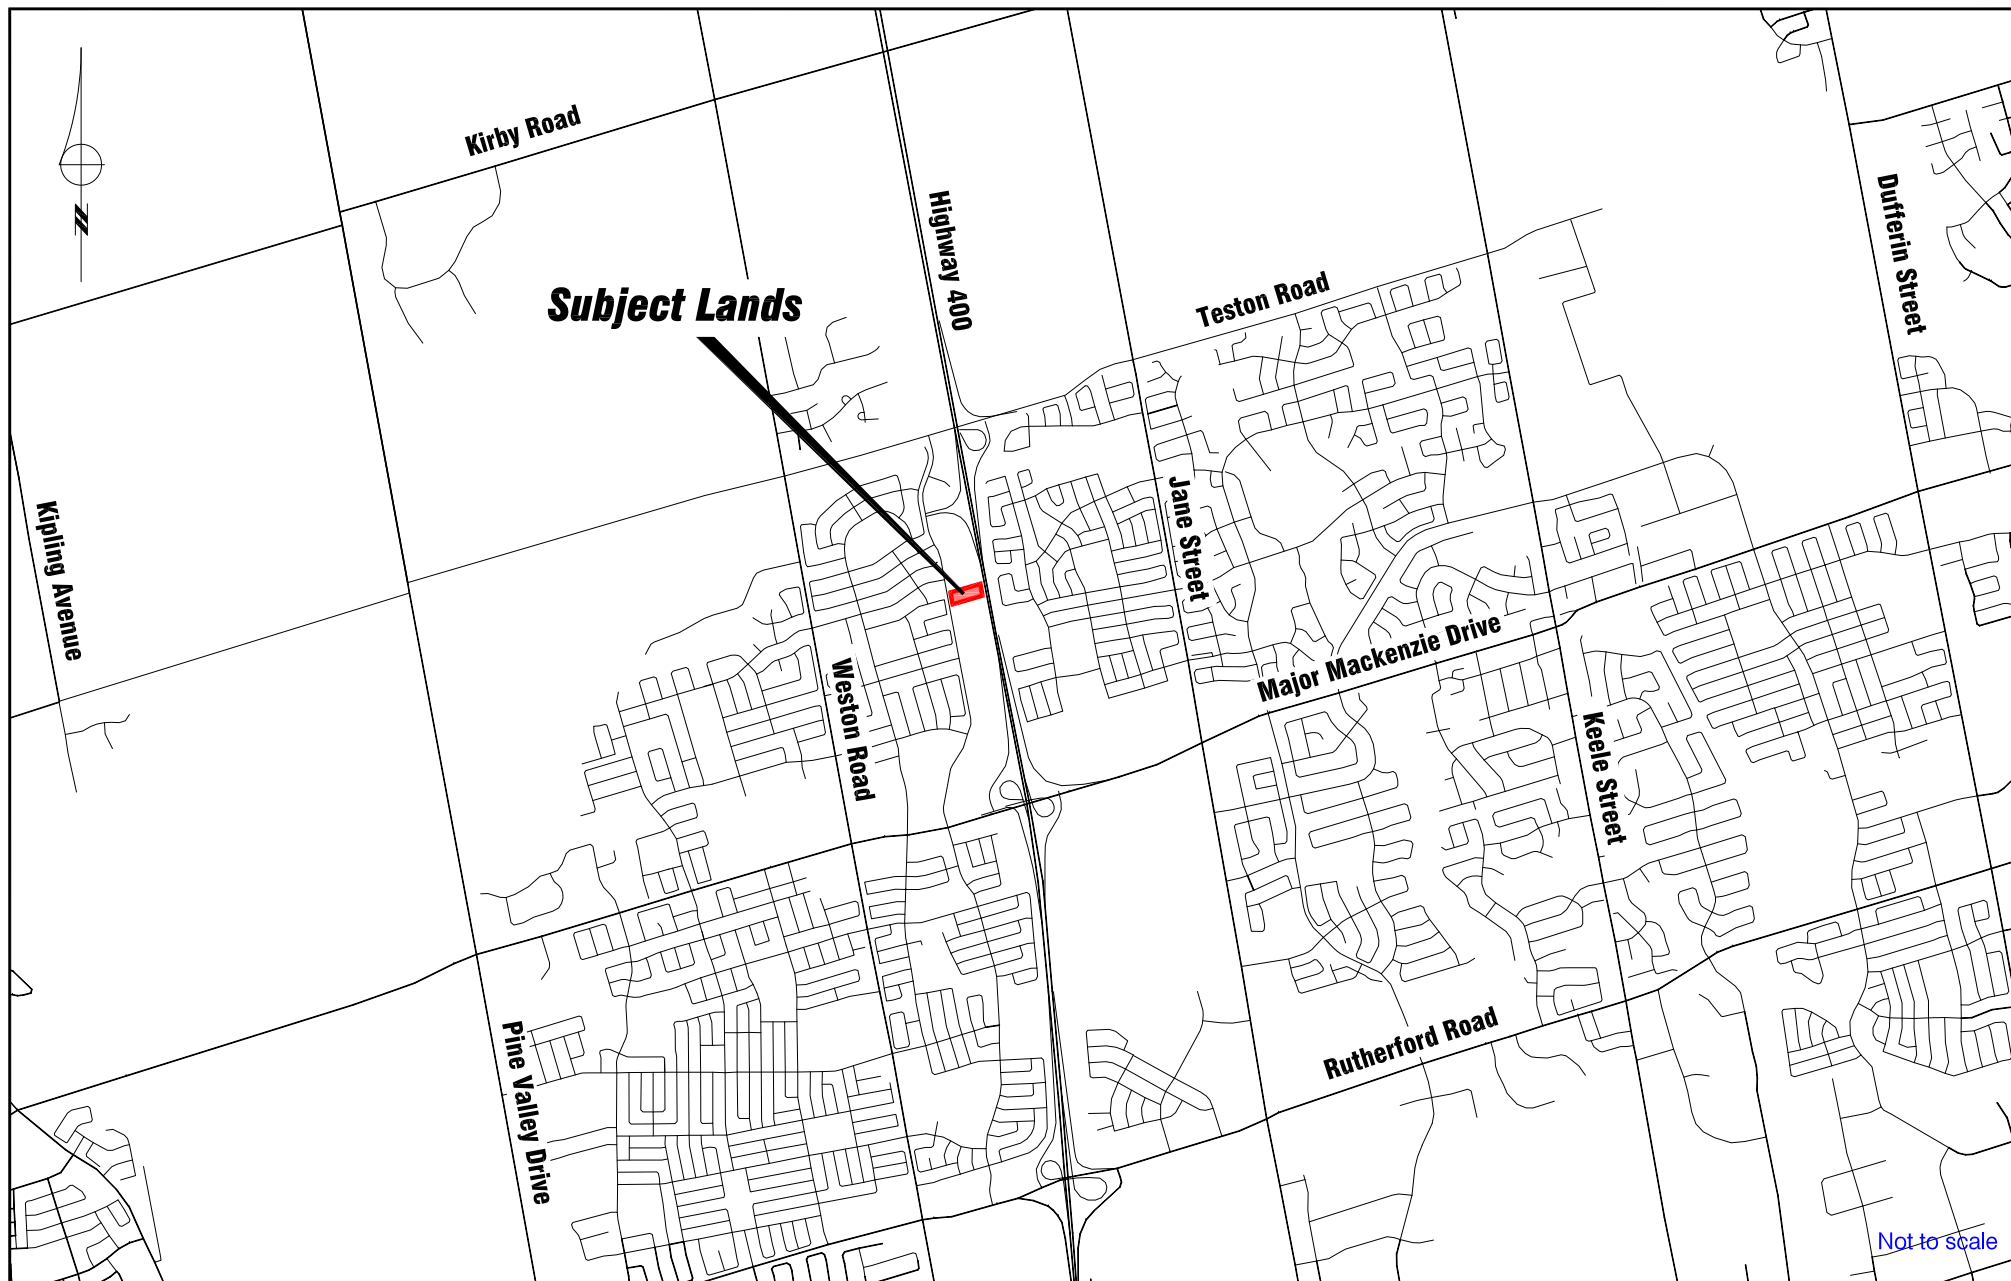 Kirby Road
N
Highway 400
Dufferin Street
Subject Lands
Teston Road
Kipling Avenue
Jane Street
Major Mackenzie Drive
Weston Road
Keele Street
Pine Valley Drive
Rutherford Road
Not to scale